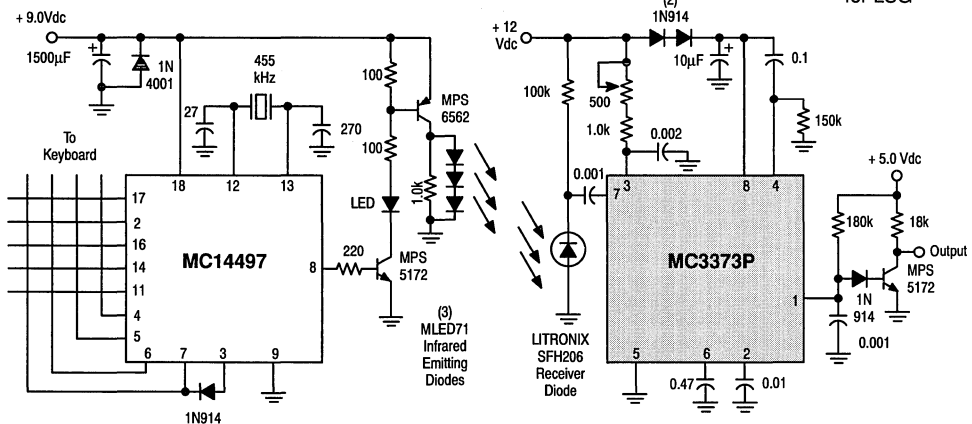 + 9.0Vdc
1500µF
+
1N
4001
455
kHz
27
270
To
Keyboard
100
100
MPS
6562
1.0k
LED
18
12
13
17
2
16
14
11
4
5
6
7
3
9
8
MC14497
220
MPS
5172
1N914
(3)
MLED71
Infrared
Emitting
Diodes
(2)
1N914
+ 12
Vdc
10µF
+
0.1
100k
500
1.0k
0.002
150k
0.001
3
8
4
7
MC3373P
1
5
6
2
LITRONIX
SFH206
Receiver
Diode
0.47
0.01
+ 5.0 Vdc
180k
18k
Output
MPS
5172
1N
914
0.001